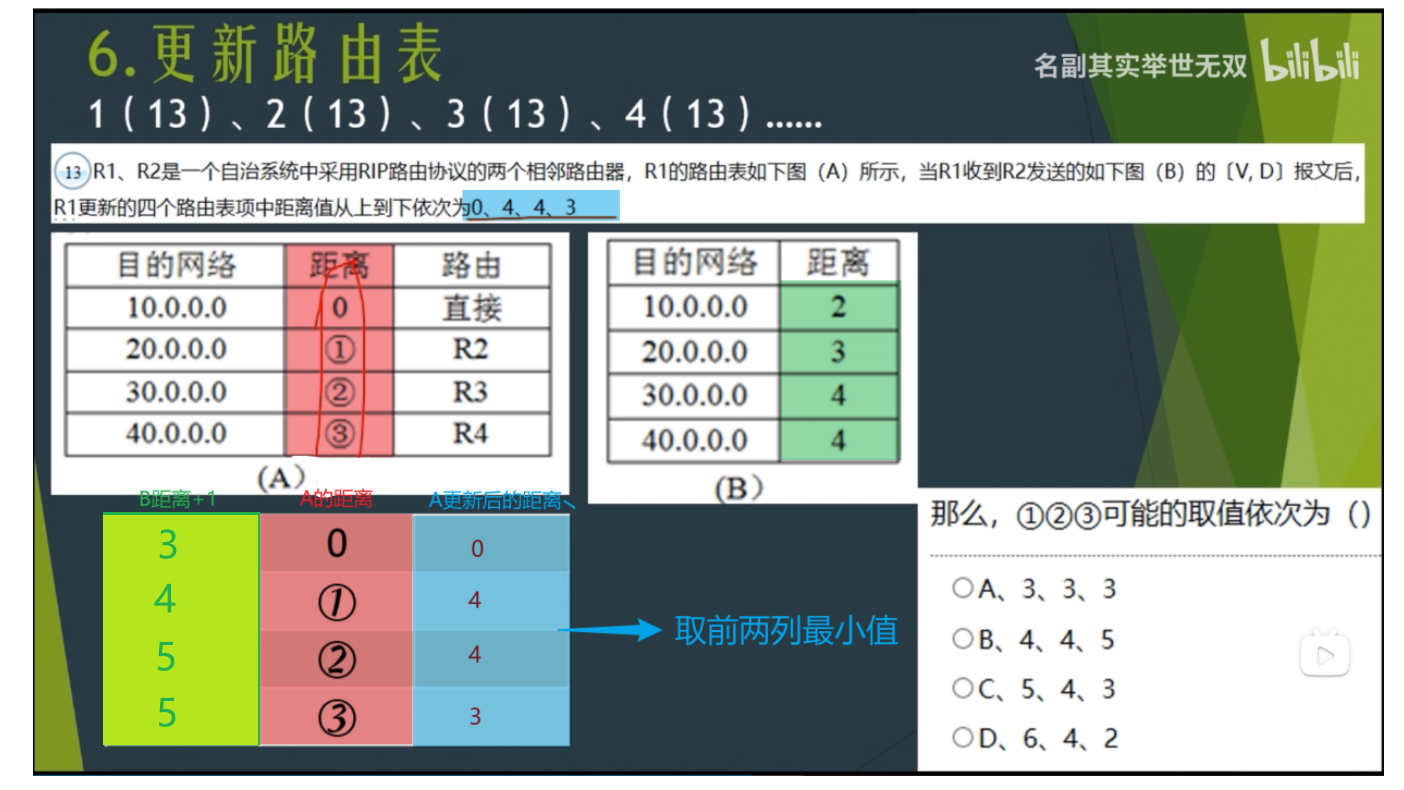 6.更新路由表
名副其实举世无双 bilibili
1（13）、2（13）、3（13）、4（13）……
13 R1、R2是一个自治系统中采用RIP路由协议的两个相邻路由器，R1的路由表如下图（A）所示，当R1收到R2发送的如下图（B）的〔V, D〕报文后，
R1更新的四个路由表项中距离值从上到下依次为0、4、4、3
目的网络 距离 路由
10.0.0.0 0 直接
20.0.0.0 ① R2
30.0.0.0 ② R3
40.0.0.0 ③ R4
（A）
目的网络 距离
10.0.0.0 2
20.0.0.0 3
30.0.0.0 4
40.0.0.0 4
（B）
B距离+1 A的距离 A更新后的距离、
3 0 0
4 ① 4
5 ② 4
5 ③ 3
取前两列最小值
那么，①②③可能的取值依次为（）
A、3、3、3
B、4、4、5
C、5、4、3
D、6、4、2